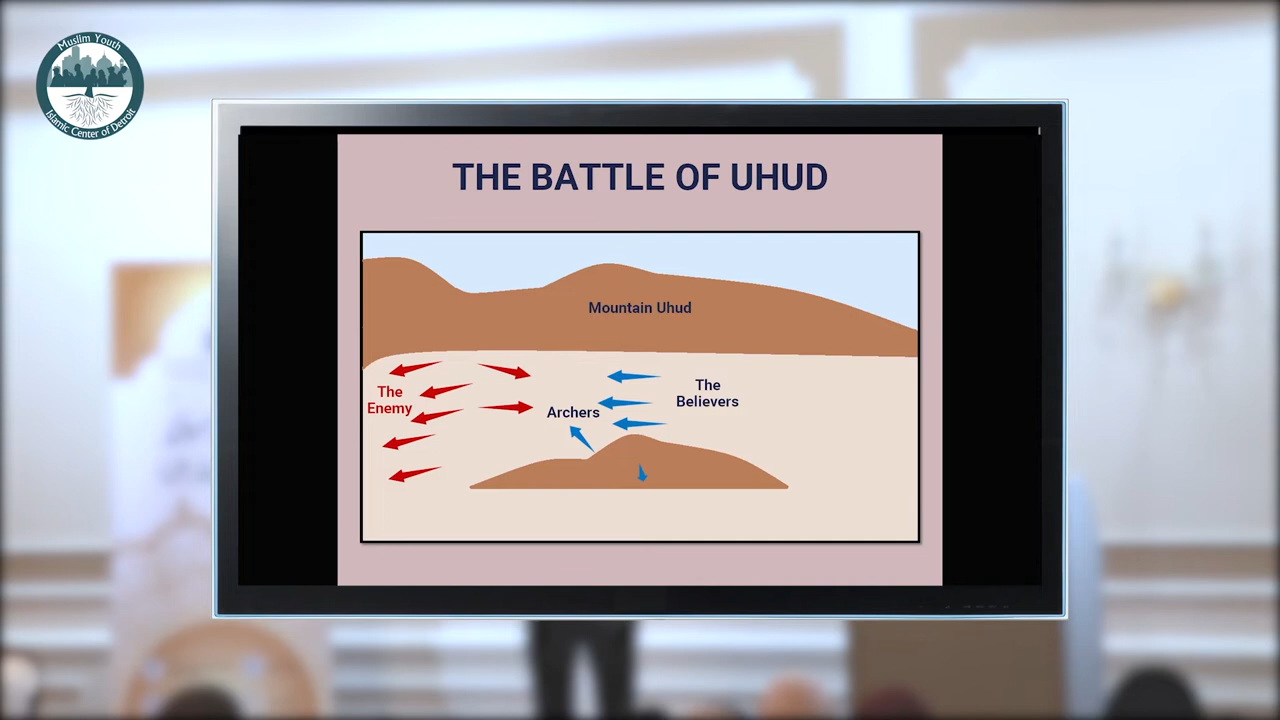 Muslim Youth
Islamic Center of Detroit
THE BATTLE OF UHUD
Mountain Uhud
The
Enemy
Archers
The
Believers